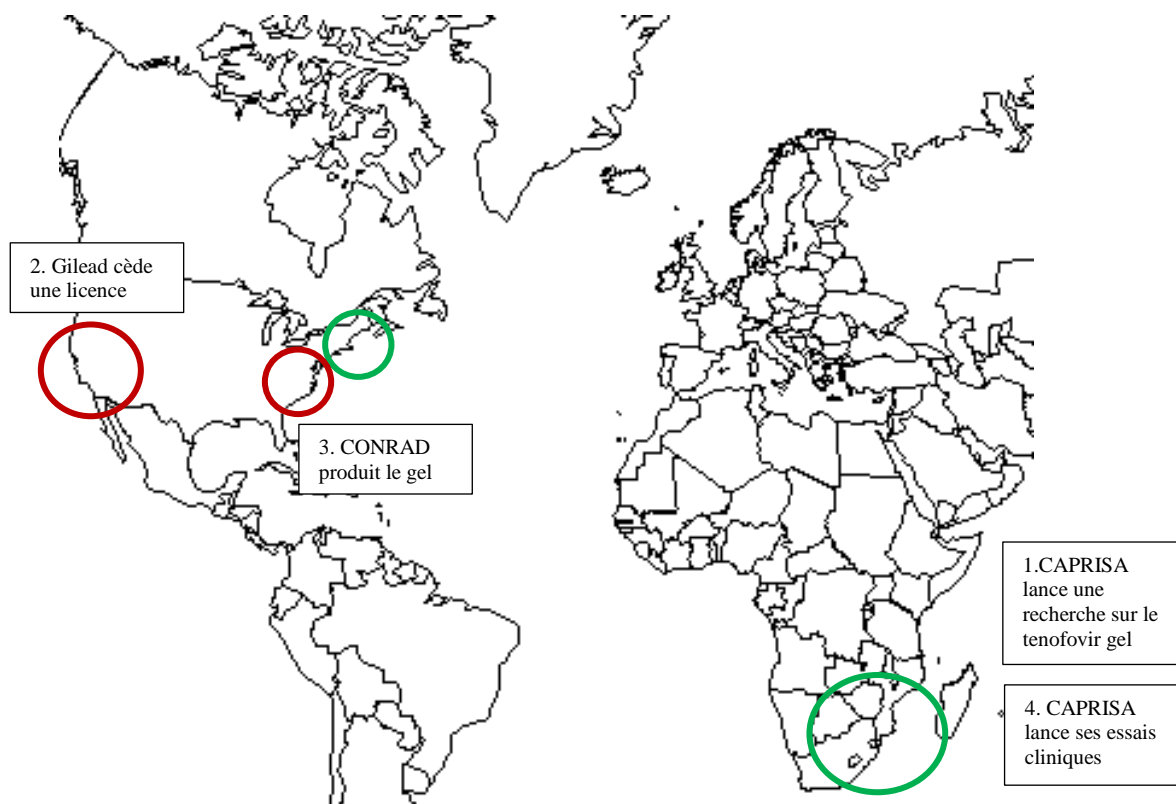 2. Gilead cède
une licence
3. CONRAD
produit le gel
1.CAPRISA
lance une
recherche sur le
tenofovir gel
4. CAPRISA
lance ses essais
cliniques